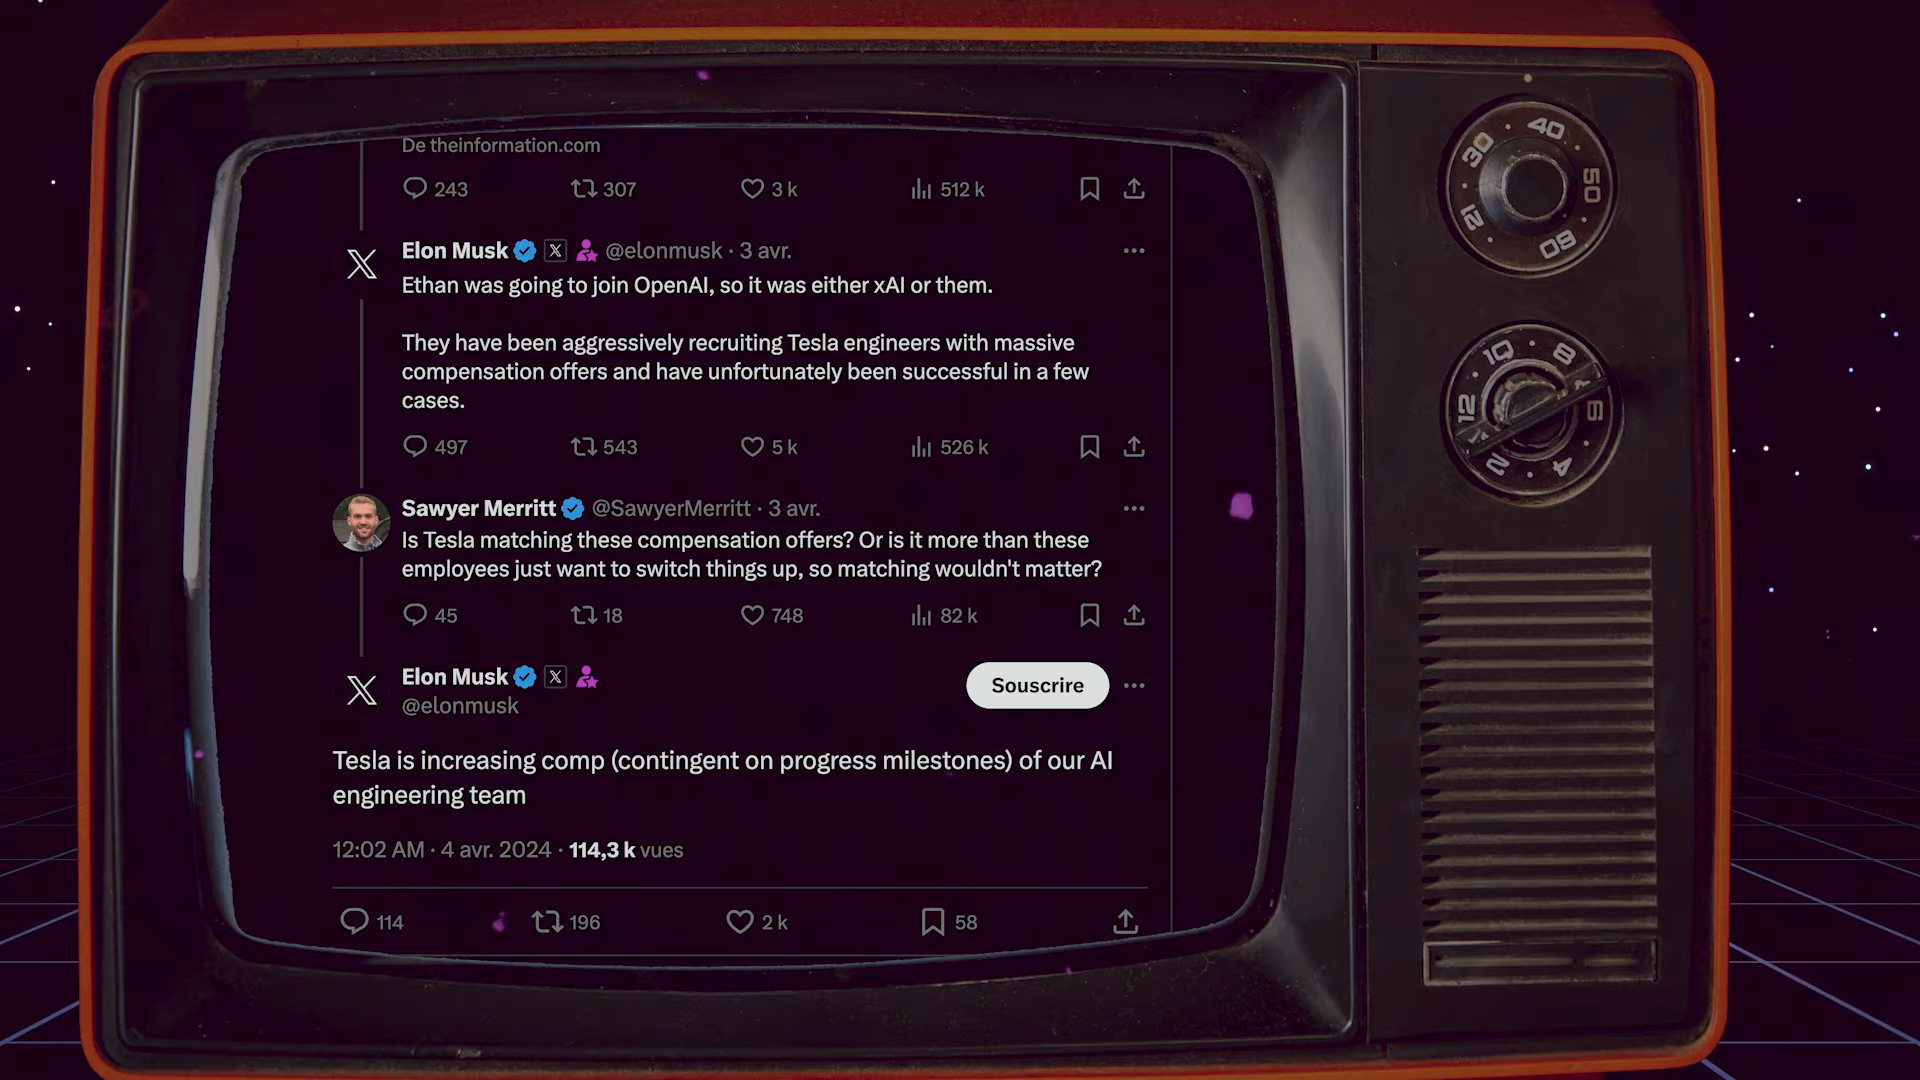 De theinformation.com
243 307 3 k 512 k
Elon Musk @elonmusk · 3 avr.
Ethan was going to join OpenAI, so it was either xAI or them.
They have been aggressively recruiting Tesla engineers with massive
compensation offers and have unfortunately been successful in a few
cases.
497 543 5 k 526 k
Sawyer Merritt @SawyerMerritt · 3 avr.
Is Tesla matching these compensation offers? Or is it more than these
employees just want to switch things up, so matching wouldn't matter?
45 18 748 82 k
Elon Musk
@elonmusk
Souscrire
Tesla is increasing comp (contingent on progress milestones) of our AI
engineering team
12:02 AM · 4 avr. 2024 · 114,3 k vues
114 196 2 k 58
30 40 50 60 21
10 8 6 4 2 12